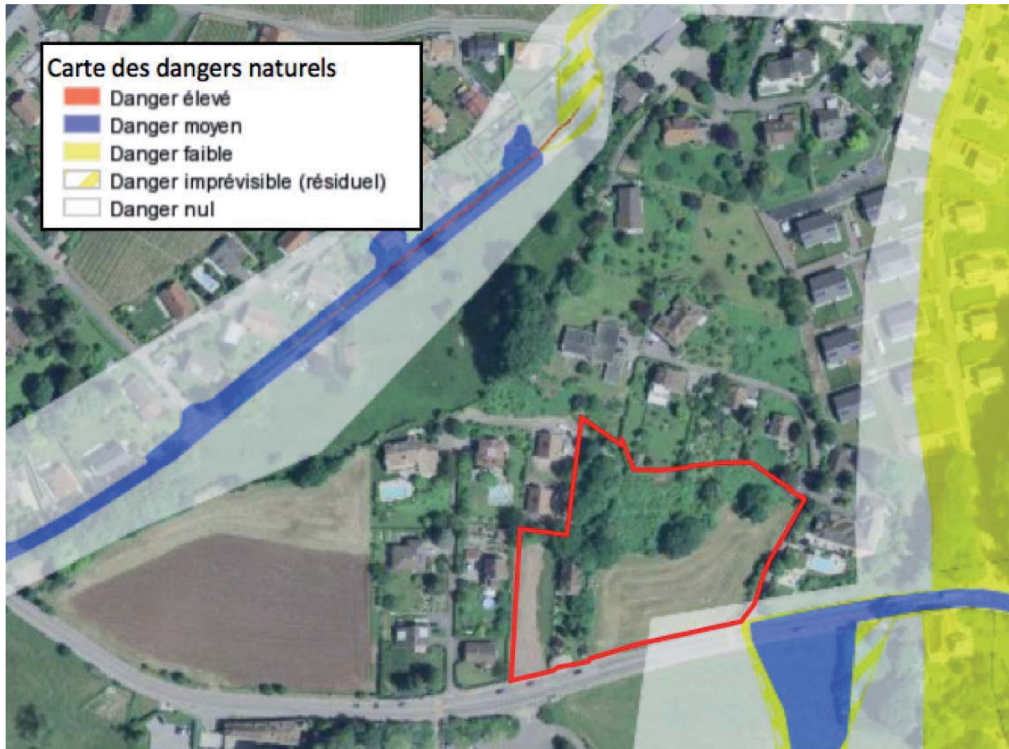 Carte des dangers naturels
Danger élevé
Danger moyen
Danger faible
Danger imprévisible (résiduel)
Danger nul